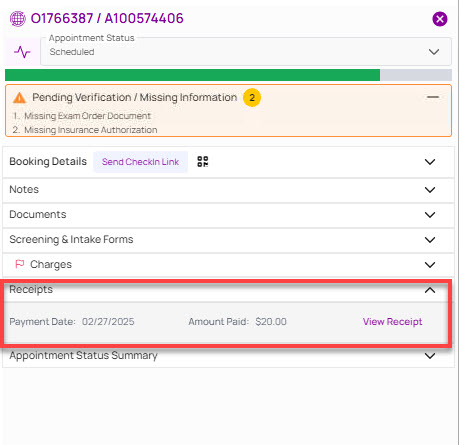 O1766387 / A100574406
Appointment Status
Scheduled
Pending Verification / Missing Information 2
1. Missing Exam Order Document
2. Missing Insurance Authorization
Booking Details Send CheckIn Link
Notes
Documents
Screening & Intake Forms
Charges
Receipts
Payment Date: 02/27/2025 Amount Paid: $20.00 View Receipt
Appointment Status Summary